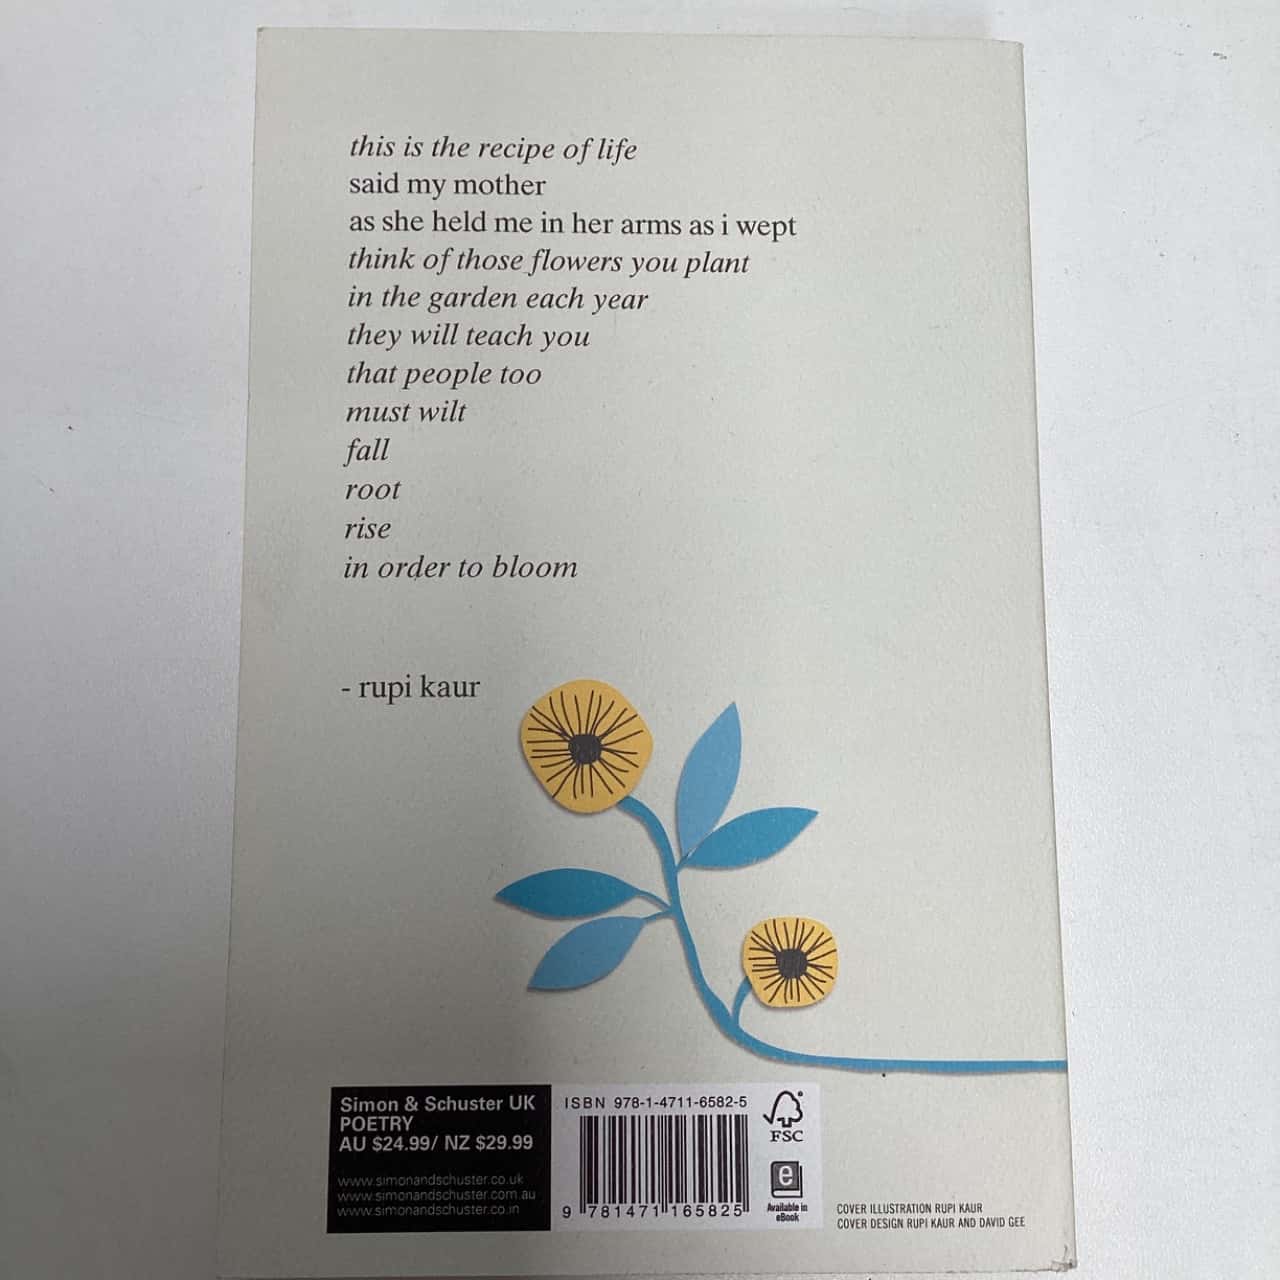 this is the recipe of life
said my mother
as she held me in her arms as i wept
think of those flowers you plant
in the garden each year
they will teach you
that people too
must wilt
fall
root
rise
in order to bloom
- rupi kaur
Simon & Schuster UK
POETRY
AU $24.99/ NZ $29.99
www.simonandschuster.co.uk
www.simonandschuster.com.au
www.simonandschuster.co.in
ISBN 978-1-4711-6582-5
9 781471 165825
FSC
e
Available in
eBook
COVER ILLUSTRATION RUPI KAUR
COVER DESIGN RUPI KAUR AND DAVID GEE